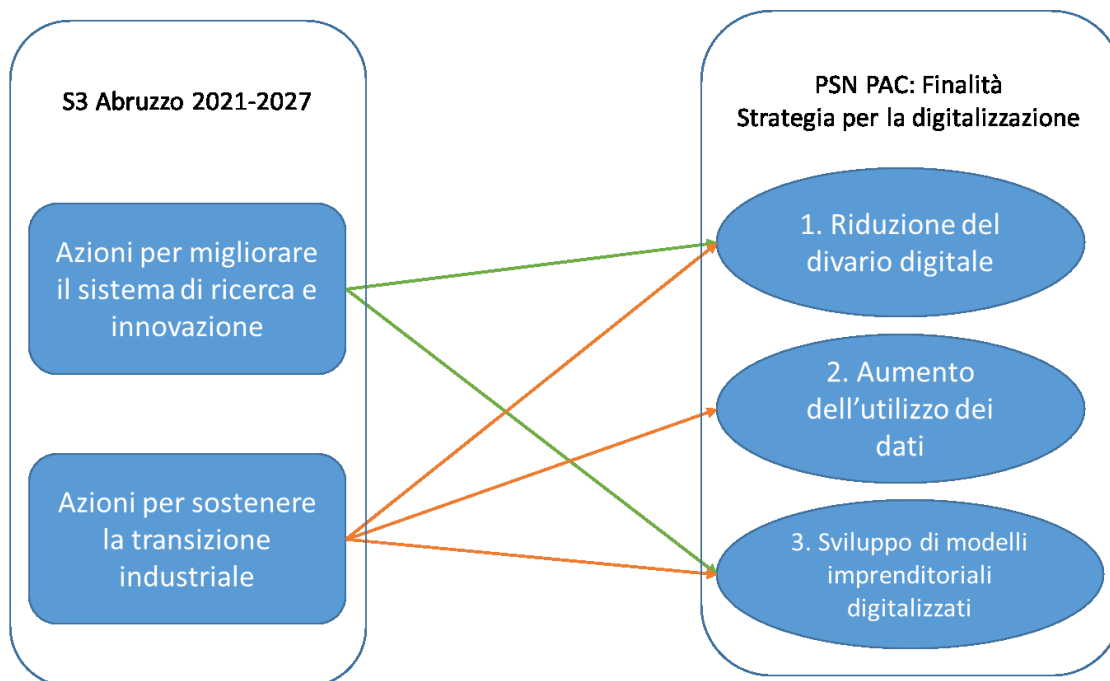 S3 Abruzzo 2021-2027
Azioni per migliorare
il sistema di ricerca e
innovazione
Azioni per sostenere
la transizione
industriale
PSN PAC: Finalità
Strategia per la digitalizzazione
1. Riduzione del
divario digitale
2. Aumento
dell’utilizzo dei
dati
3. Sviluppo di modelli
imprenditoriali
digitalizzati